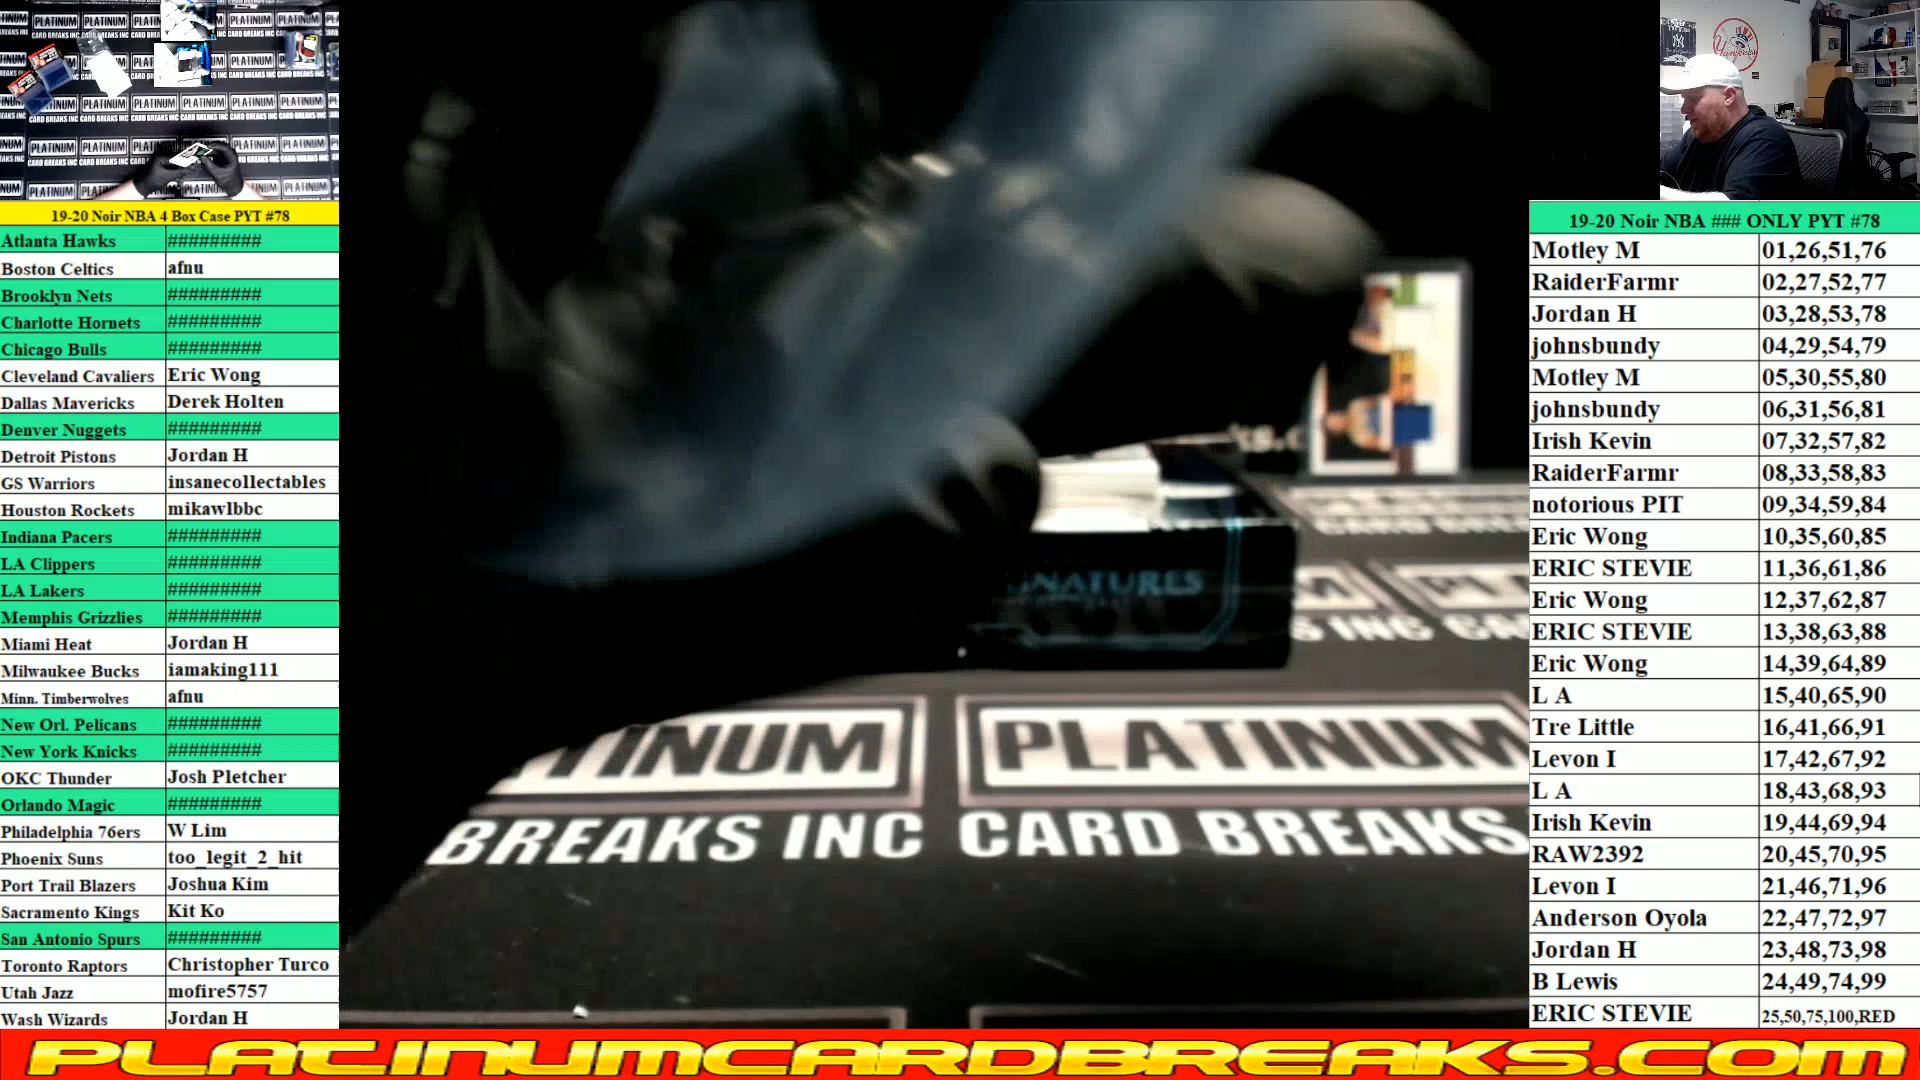 19-20 Noir NBA 4 Box Case PYT #78
Atlanta Hawks #########
Boston Celtics afnu
Brooklyn Nets #########
Charlotte Hornets #########
Chicago Bulls #########
Cleveland Cavaliers Eric Wong
Dallas Mavericks Derek Holten
Denver Nuggets #########
Detroit Pistons Jordan H
GS Warriors insanecollectables
Houston Rockets mikawlbbc
Indiana Pacers #########
LA Clippers #########
LA Lakers #########
Memphis Grizzlies #########
Miami Heat Jordan H
Milwaukee Bucks iamaking111
Minn. Timberwolves afnu
New Orl. Pelicans #########
New York Knicks #########
OKC Thunder Josh Pletcher
Orlando Magic #########
Philadelphia 76ers W Lim
Phoenix Suns too_legit_2_hit
Port Trail Blazers Joshua Kim
Sacramento Kings Kit Ko
San Antonio Spurs #########
Toronto Raptors Christopher Turco
Utah Jazz mofire5757
Wash Wizards Jordan H
PLATINUM
BREAKS INC CARD BREAKS
19-20 Noir NBA ### ONLY PYT #78
Motley M 01,26,51,76
RaiderFarmr 02,27,52,77
Jordan H 03,28,53,78
johnsbundy 04,29,54,79
Motley M 05,30,55,80
johnsbundy 06,31,56,81
Irish Kevin 07,32,57,82
RaiderFarmr 08,33,58,83
notorious PIT 09,34,59,84
Eric Wong 10,35,60,85
ERIC STEVIE 11,36,61,86
Eric Wong 12,37,62,87
ERIC STEVIE 13,38,63,88
Eric Wong 14,39,64,89
L A 15,40,65,90
Tre Little 16,41,66,91
Levon I 17,42,67,92
L A 18,43,68,93
Irish Kevin 19,44,69,94
RAW2392 20,45,70,95
Levon I 21,46,71,96
Anderson Oyola 22,47,72,97
Jordan H 23,48,73,98
B Lewis 24,49,74,99
ERIC STEVIE 25,50,75,100,RED
PLATINUMCARDBREAKS.COM